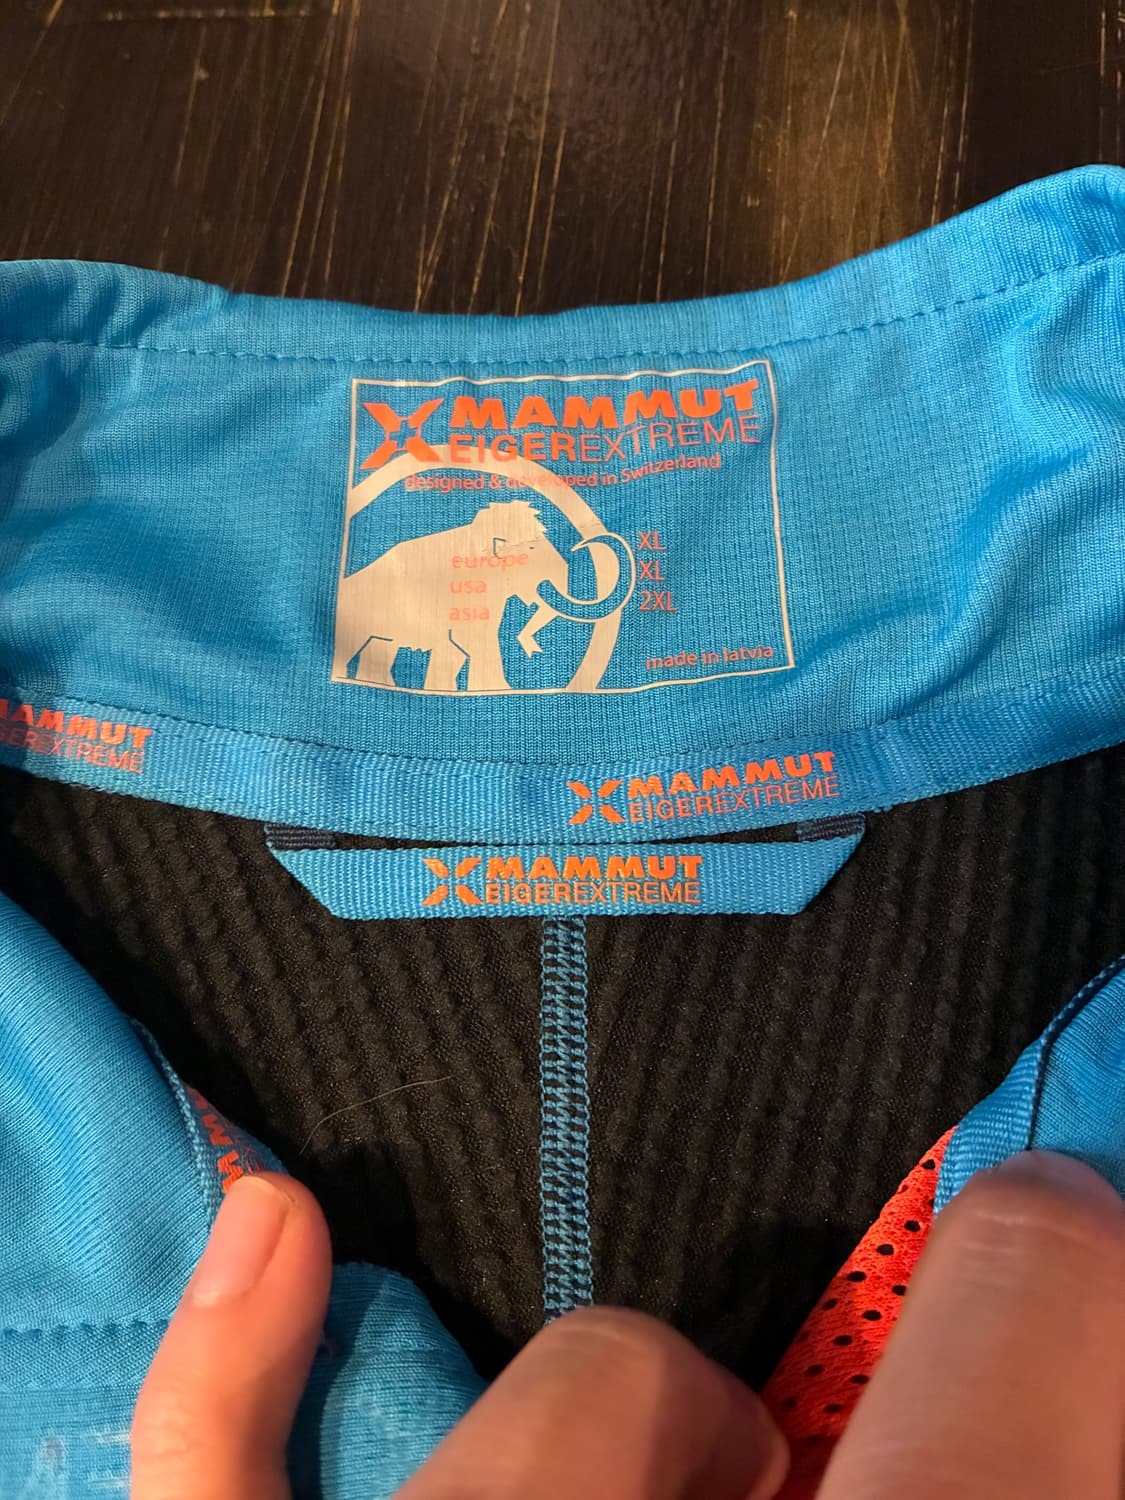 MAMMUT
EIGEREXTREME
designed & developed in Switzerland
europe XL
usa XL
asia 2XL
made in latvia
MAMMUT
EIGEREXTREME
MAMMUT
EIGEREXTREME
MAMMUT
EIGEREXTREME